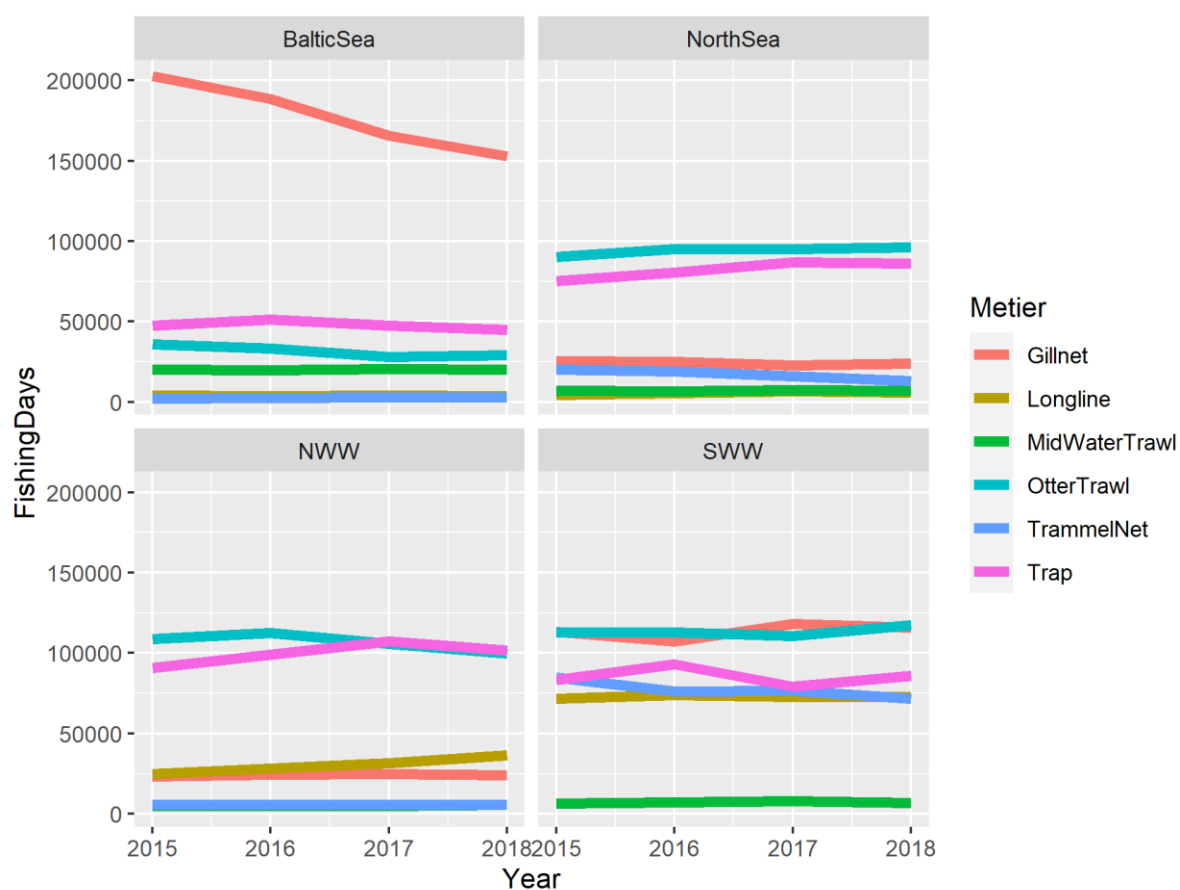 BalticSea
NorthSea
200000
150000
100000
50000
0
NWW
SWW
200000
150000
100000
50000
0
2015
2016
2017
2018
2015
2016
2017
2018
FishingDays
Year
Metier
Gillnet
Longline
MidWaterTrawl
OtterTrawl
TrammelNet
Trap